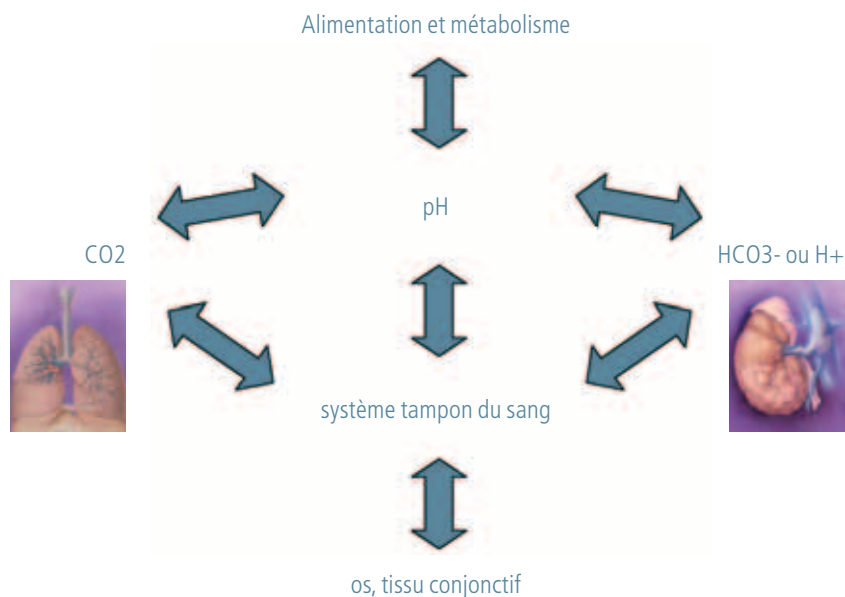 Alimentation et métabolisme
pH
CO2
HCO3- ou H+
système tampon du sang
os, tissu conjonctif